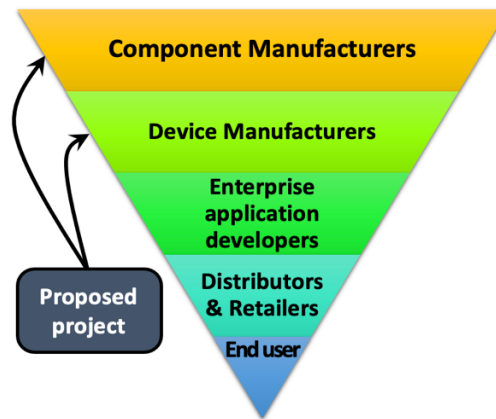 Component Manufacturers
Device Manufacturers
Enterprise
application
developers
Distributors
& Retailers
Proposed
project
End user